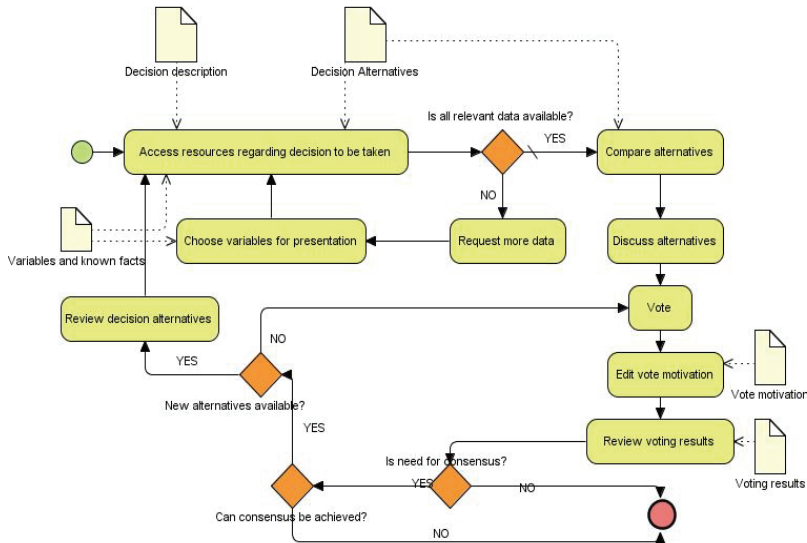 Decision description
Decision Alternatives
Is all relevant data available?
Access resources regarding decision to be taken
YES
Compare alternatives
NO
Choose variables for presentation
Request more data
Discuss alternatives
Variables and known facts
Review decision alternatives
Vote
NO
YES
Edit vote motivation
Vote motivation
New alternatives available?
YES
Review voting results
Is need for consensus?
YES
NO
Voting results
Can consensus be achieved?
NO